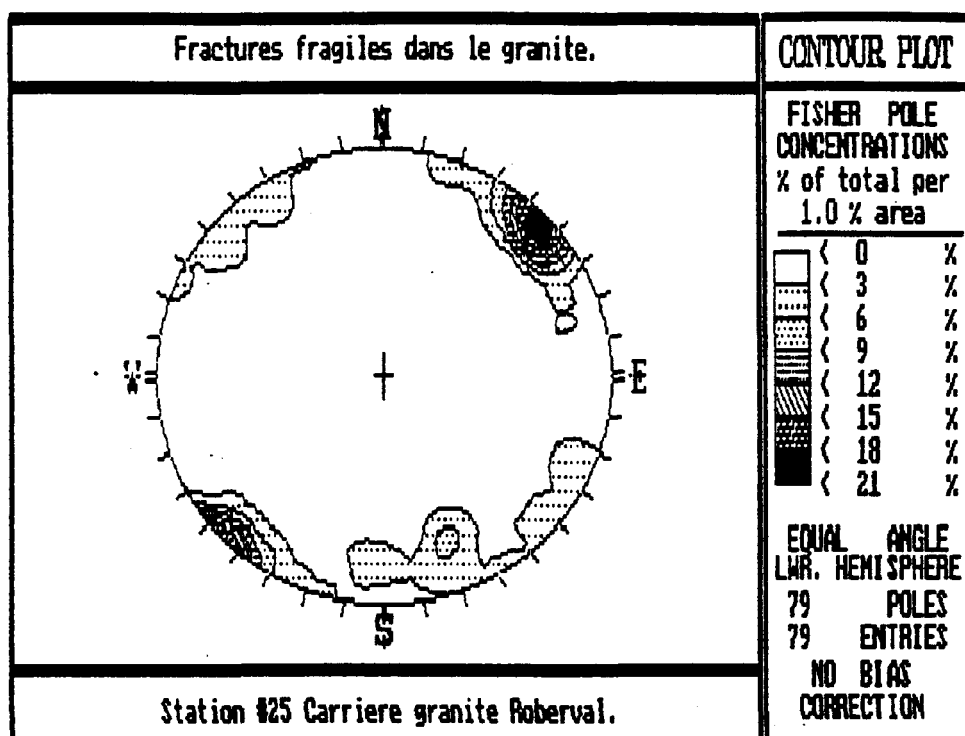 Fractures fragiles dans le granite.
N
W
E
S
Station #25 Carriere granite Roberval.
CONTOUR PLOT
FISHER POLE
CONCENTRATIONS
% of total per
1.0 % area
< 0 %
< 3 %
< 6 %
< 9 %
< 12 %
< 15 %
< 18 %
< 21 %
EQUAL ANGLE
LWR. HEMISPHERE
79 POLES
79 ENTRIES
NO BIAS
CORRECTION